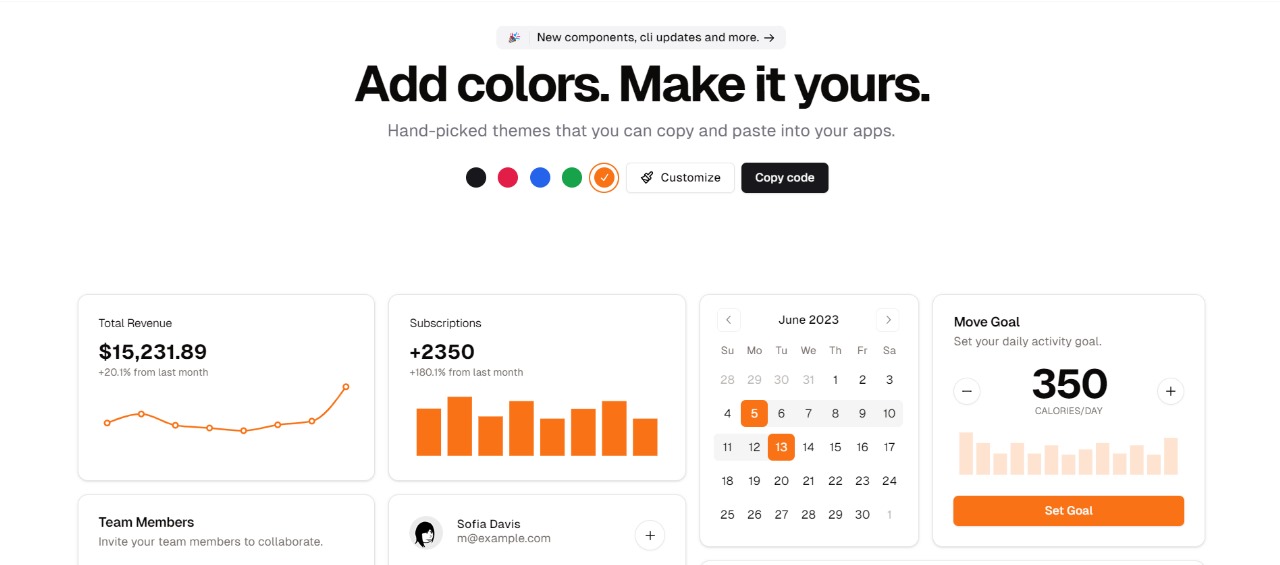 New components, cli updates and more. →
Add colors. Make it yours.
Hand-picked themes that you can copy and paste into your apps.
Customize
Copy code
Total Revenue
$15,231.89
+20.1% from last month
Subscriptions
+2350
+180.1% from last month
June 2023
Su Mo Tu We Th Fr Sa
28 29 30 31 1 2 3
4 5 6 7 8 9 10
11 12 13 14 15 16 17
18 19 20 21 22 23 24
25 26 27 28 29 30 1
Move Goal
Set your daily activity goal.
350
CALORIES/DAY
Set Goal
Team Members
Invite your team members to collaborate.
Sofia Davis
m@example.com